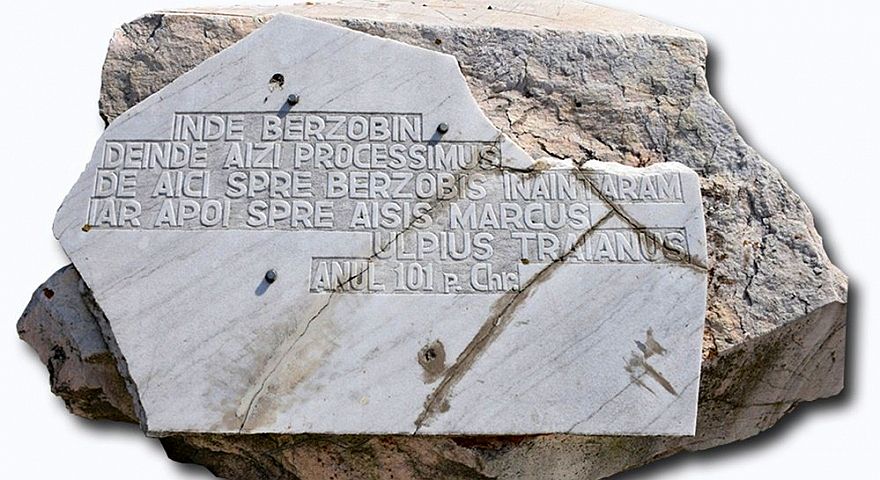 INDE BERZOBIN
DEINDE AIZI PROCESSIMUS
DE AICI SPRE BERZOBIS INAINTARAM
IAR APOI SPRE AISIS MARCUS
ULPIUS TRAIANUS
ANUL 101 p. Chr.